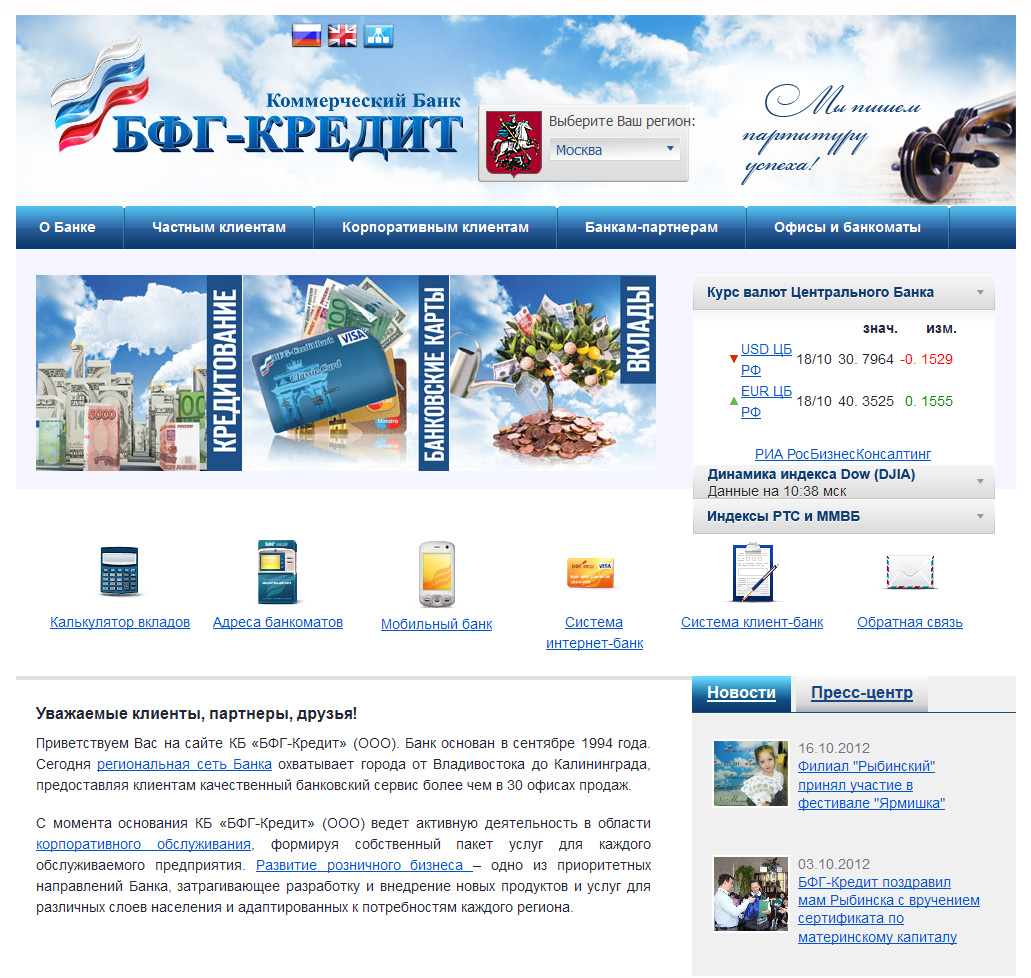 Коммерческий Банк
БФГ-КРЕДИТ
Выберите Ваш регион:
Москва
Мы пишем
партитуру
успеха!
О Банке
Частным клиентам
Корпоративным клиентам
Банкам-партнерам
Офисы и банкоматы
КРЕДИТОВАНИЕ
5000
БАНКОВСКИЕ КАРТЫ
BFG-Credit Bank
VISA
Classic Card
Maestro
ВКЛАДЫ
Курс валют Центрального Банка
знач. изм.
USD ЦБ РФ 18/10 30. 7964 -0. 1529
EUR ЦБ РФ 18/10 40. 3525 0. 1555
РИА РосБизнесКонсалтинг
Динамика индекса Dow (DJIA)
Данные на 10:38 мск
Индексы РТС и ММВБ
Калькулятор вкладов
Адреса банкоматов
Мобильный банк
VISA
Система
интернет-банк
Система клиент-банк
Обратная связь
Уважаемые клиенты, партнеры, друзья!
Приветствуем Вас на сайте КБ «БФГ-Кредит» (ООО). Банк основан в сентябре 1994 года.
Сегодня региональная сеть Банка охватывает города от Владивостока до Калининграда,
предоставляя клиентам качественный банковский сервис более чем в 30 офисах продаж.
С момента основания КБ «БФГ-Кредит» (ООО) ведет активную деятельность в области
корпоративного обслуживания, формируя собственный пакет услуг для каждого
обслуживаемого предприятия. Развитие розничного бизнеса – одно из приоритетных
направлений Банка, затрагивающее разработку и внедрение новых продуктов и услуг для
различных слоев населения и адаптированных к потребностям каждого региона.
Новости
Пресс-центр
16.10.2012
Филиал "Рыбинский"
принял участие в
фестивале "Ярмишка"
03.10.2012
БФГ-Кредит поздравил
мам Рыбинска с вручением
сертификата по
материнскому капиталу